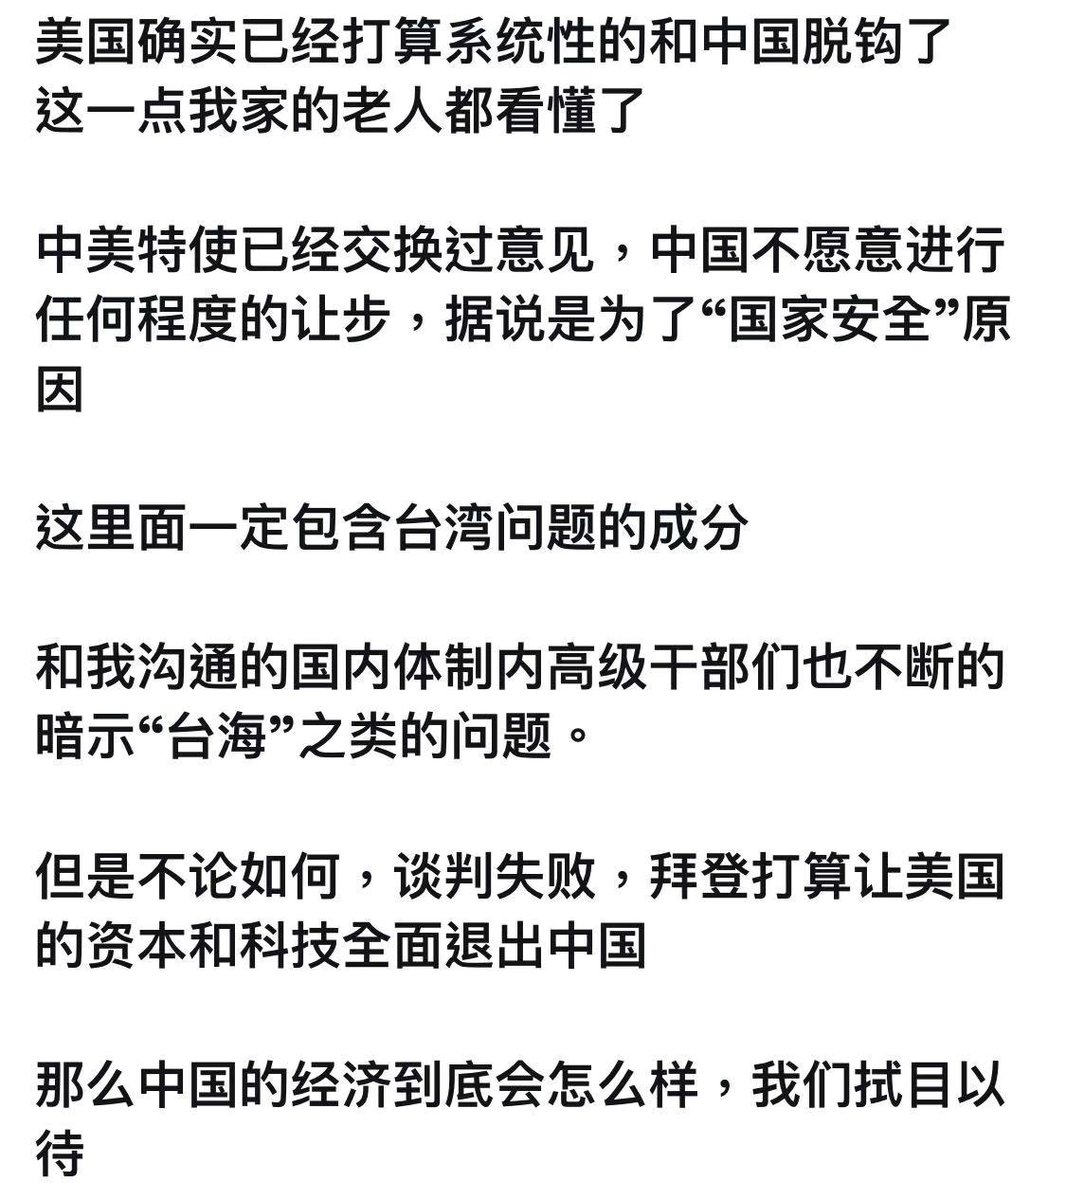 美国确实已经打算系统性的和中国脱钩了
这一点我家的老人都看懂了
中美特使已经交换过意见，中国不愿意进行
任何程度的让步，据说是为了“国家安全”原
因
这里面一定包含台湾问题的成分
和我沟通的国内体制内高级干部们也不断的
暗示“台海”之类的问题。
但是不论如何，谈判失败，拜登打算让美国
的资本和科技全面退出中国
那么中国的经济到底会怎么样，我们拭目以
待